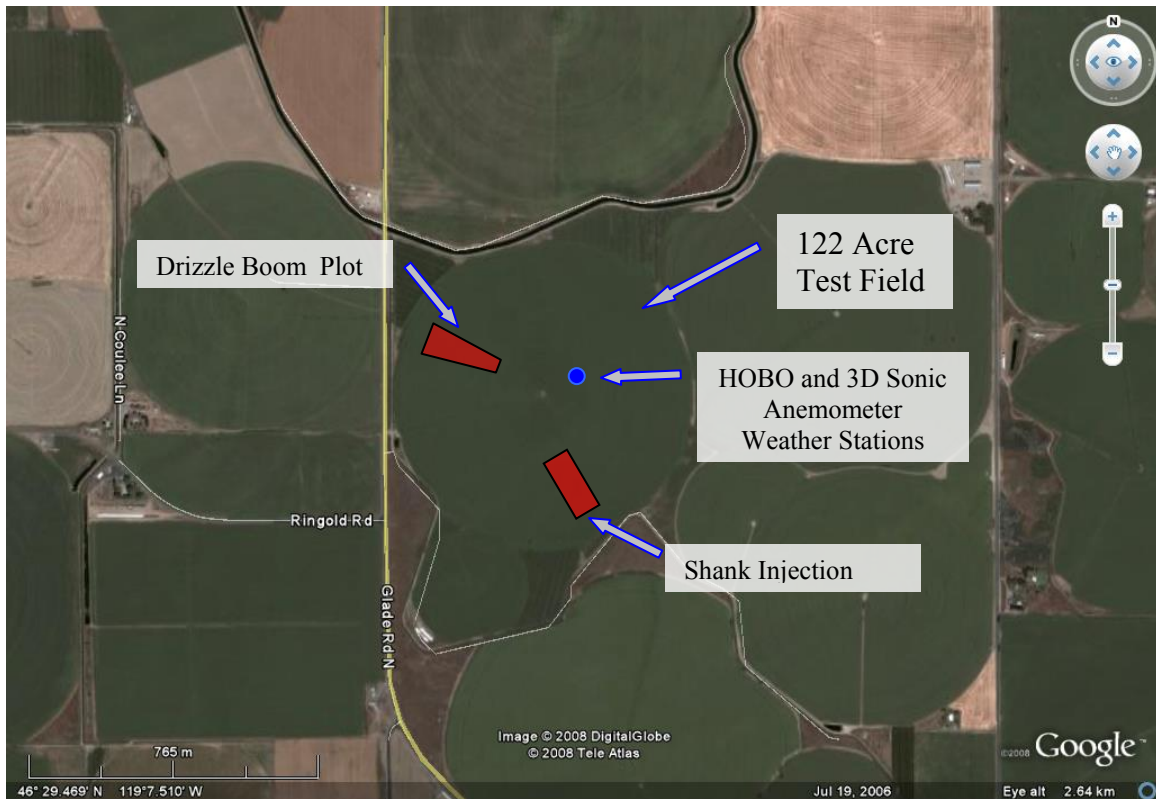 N
Drizzle Boom Plot
122 Acre
Test Field
HOBO and 3D Sonic
Anemometer
Weather Stations
N Coulee Ln
Ringold Rd
Shank Injection
Glade Rd N
Image © 2008 DigitalGlobe
© 2008 Tele Atlas
765 m
©2008 Google™
46° 29.469' N 119°7.510' W
Jul 19, 2006
Eye alt 2.64 km